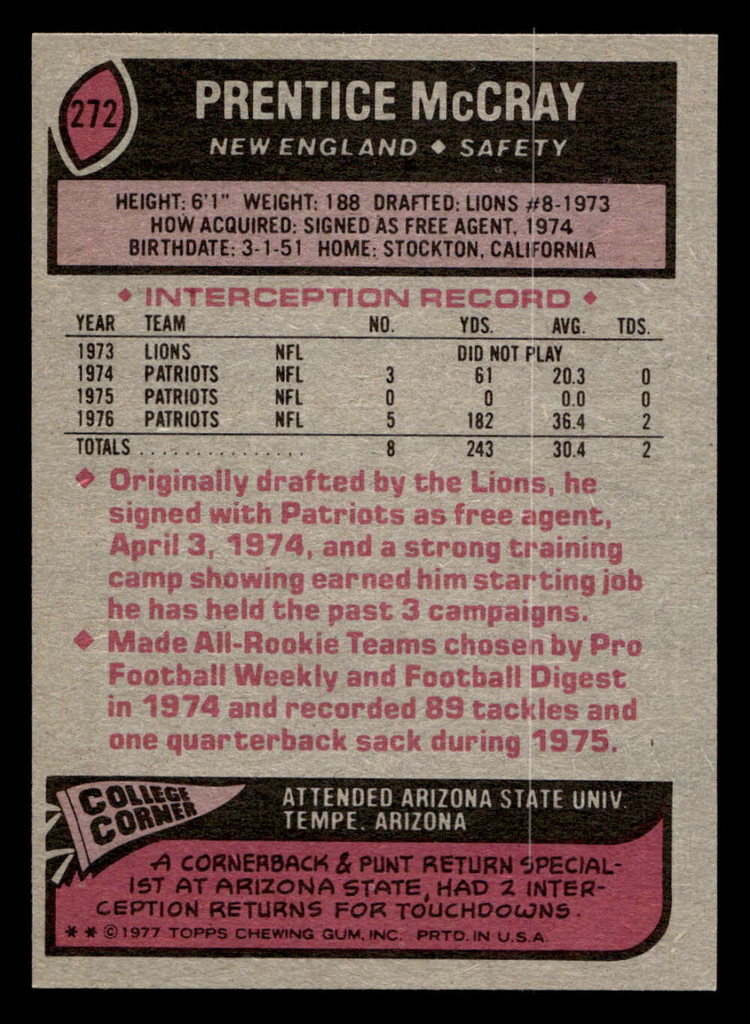 272
PRENTICE McCRAY
NEW ENGLAND ◆ SAFETY
HEIGHT: 6'1" WEIGHT: 188 DRAFTED: LIONS #8-1973
HOW ACQUIRED: SIGNED AS FREE AGENT, 1974
BIRTHDATE: 3-1-51 HOME: STOCKTON, CALIFORNIA
◆ INTERCEPTION RECORD ◆
YEAR TEAM NO. YDS. AVG. TDS.
1973 LIONS NFL DID NOT PLAY
1974 PATRIOTS NFL 3 61 20.3 0
1975 PATRIOTS NFL 0 0 0.0 0
1976 PATRIOTS NFL 5 182 36.4 2
TOTALS ................ 8 243 30.4 2
◆ Originally drafted by the Lions, he
signed with Patriots as free agent,
April 3, 1974, and a strong training
camp showing earned him starting job
he has held the past 3 campaigns.
◆ Made All-Rookie Teams chosen by Pro
Football Weekly and Football Digest
in 1974 and recorded 89 tackles and
one quarterback sack during 1975.
COLLEGE
CORNER
ATTENDED ARIZONA STATE UNIV.
TEMPE, ARIZONA
A CORNERBACK & PUNT RETURN SPECIAL-
IST AT ARIZONA STATE, HAD 2 INTER-
CEPTION RETURNS FOR TOUCHDOWNS.
* * © 1977 TOPPS CHEWING GUM, INC. PRTD. IN U.S.A.